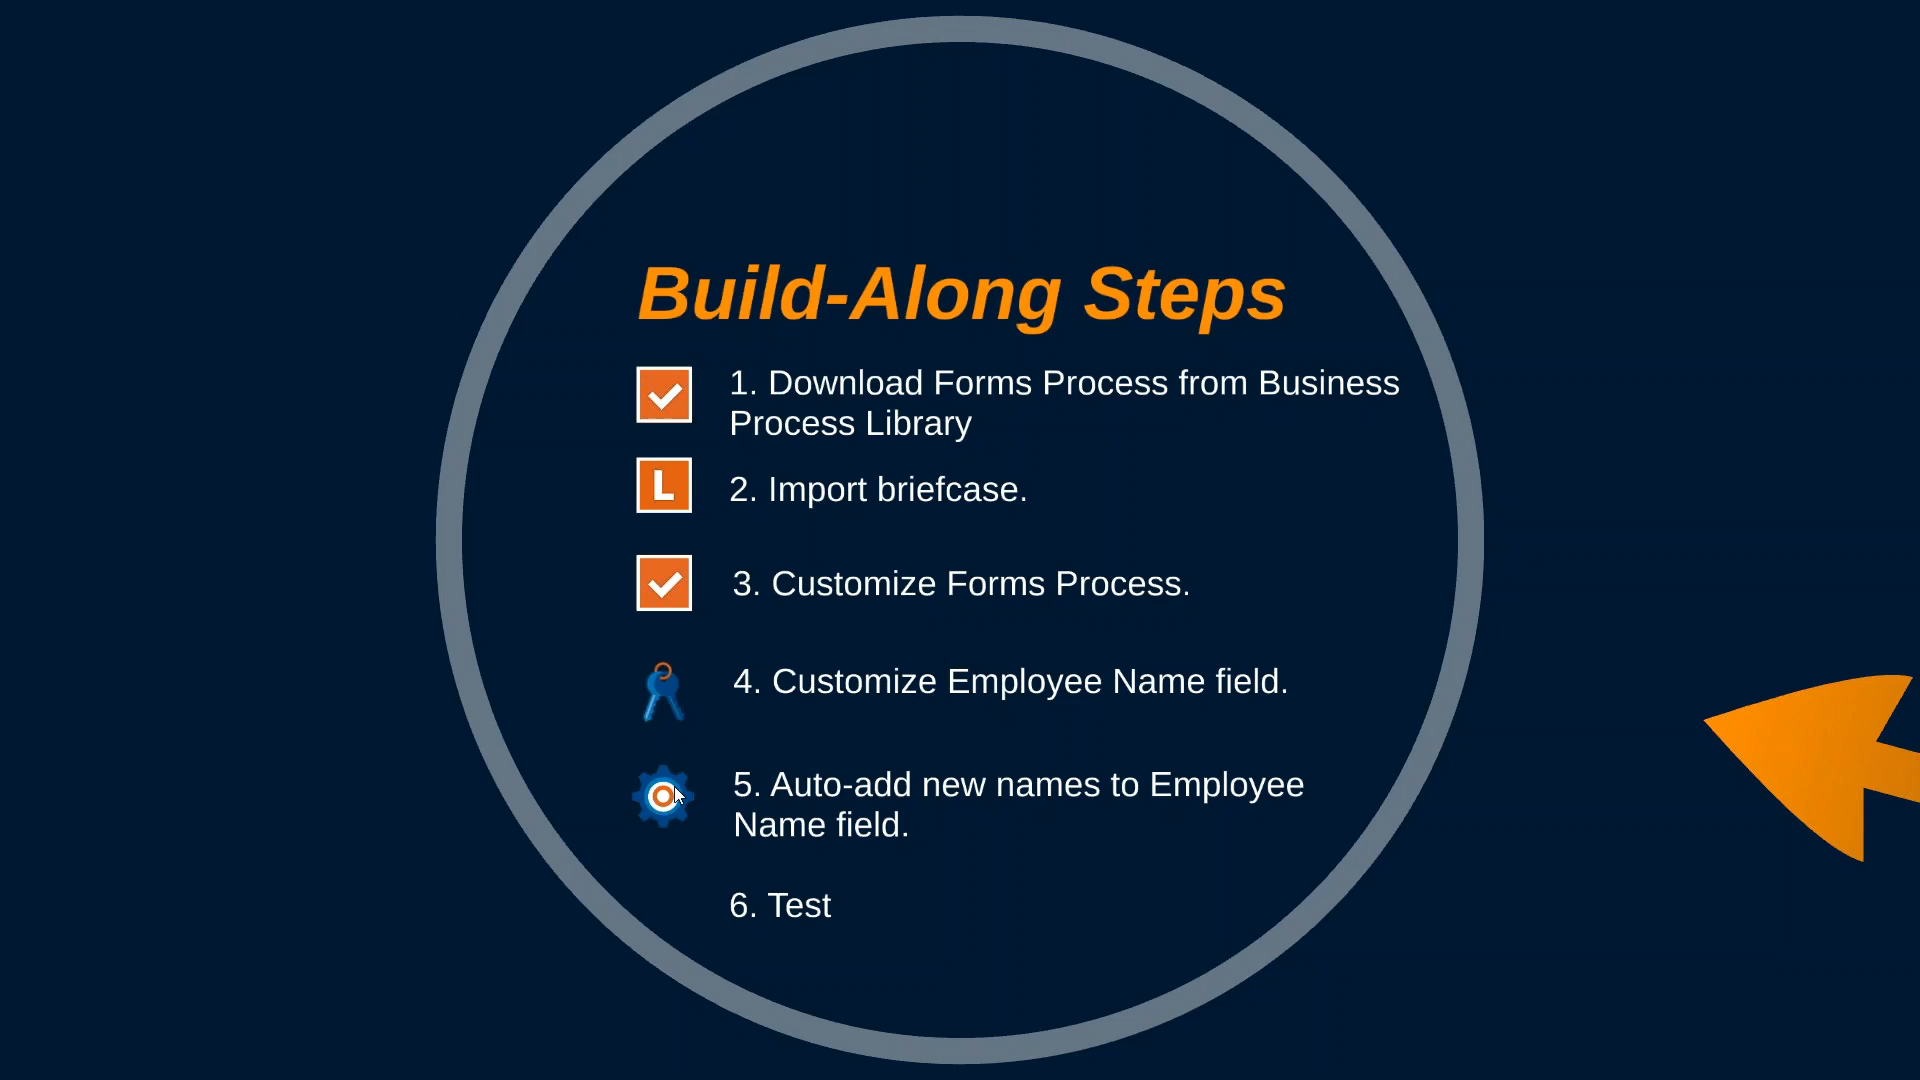 Build-Along Steps
1. Download Forms Process from Business
Process Library
L
2. Import briefcase.
3. Customize Forms Process.
4. Customize Employee Name field.
5. Auto-add new names to Employee
Name field.
6. Test